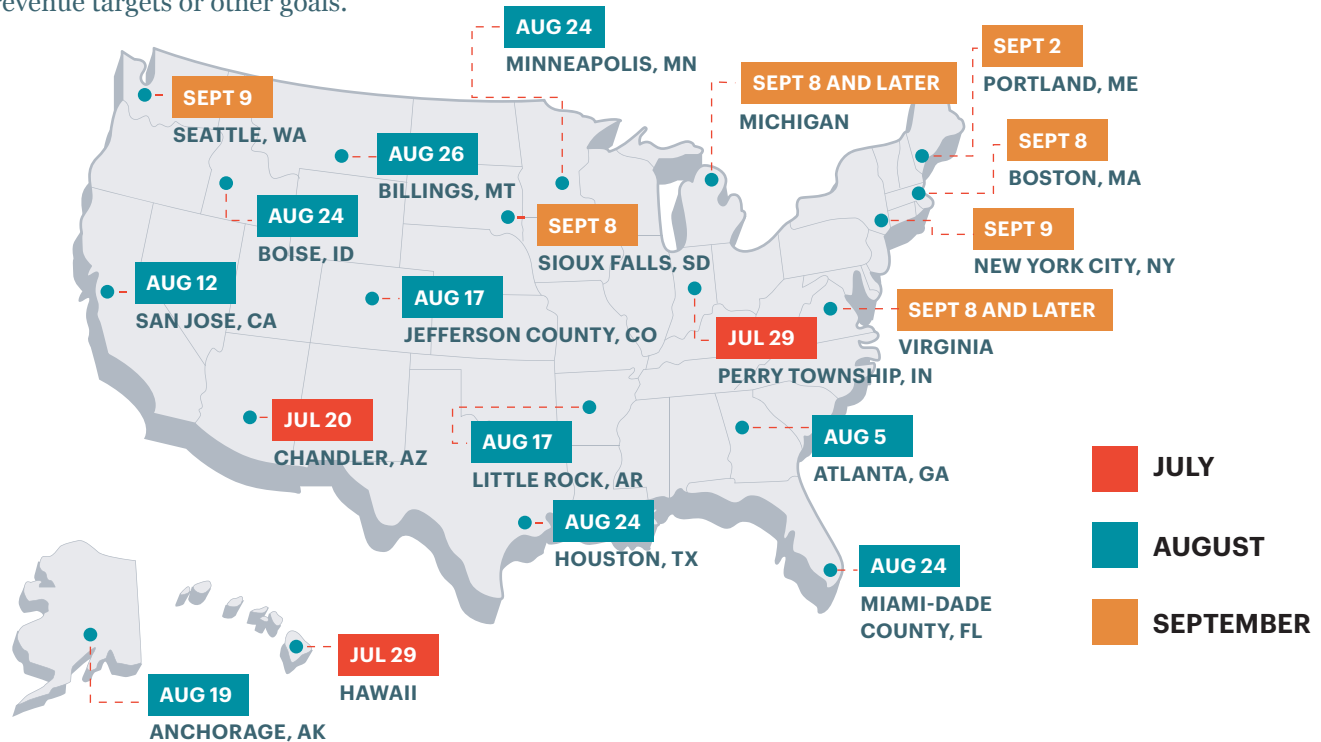 revenue targets or other goals.
AUG 24
MINNEAPOLIS, MN
SEPT 2
PORTLAND, ME
SEPT 8 AND LATER
MICHIGAN
SEPT 9
SEATTLE, WA
AUG 26
BILLINGS, MT
SEPT 8
BOSTON, MA
AUG 24
BOISE, ID
SEPT 8
SIOUX FALLS, SD
SEPT 9
NEW YORK CITY, NY
AUG 12
SAN JOSE, CA
AUG 17
JEFFERSON COUNTY, CO
SEPT 8 AND LATER
VIRGINIA
JUL 29
PERRY TOWNSHIP, IN
JUL 20
CHANDLER, AZ
AUG 17
LITTLE ROCK, AR
AUG 5
ATLANTA, GA
AUG 24
HOUSTON, TX
AUG 24
MIAMI-DADE
COUNTY, FL
JUL 29
HAWAII
AUG 19
ANCHORAGE, AK
JULY
AUGUST
SEPTEMBER